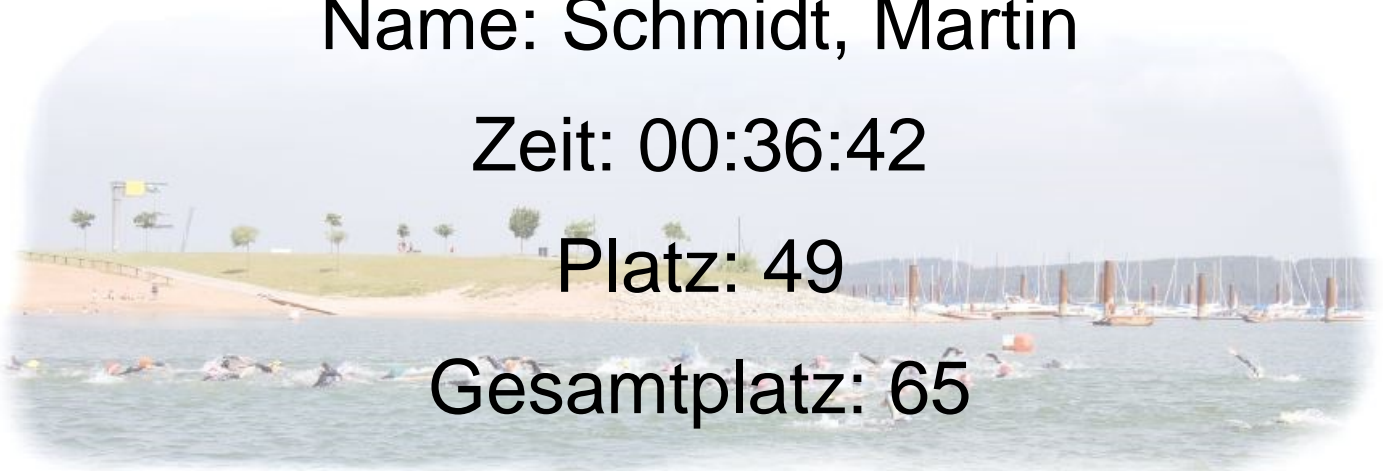 Name: Schmidt, Martin
Zeit: 00:36:42
Platz: 49
Gesamtplatz: 65